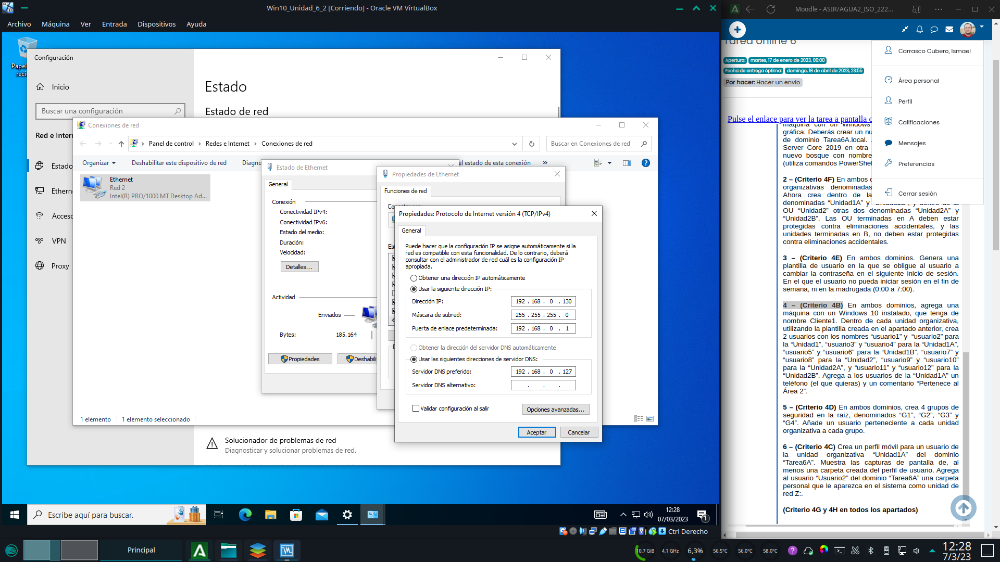 Win10_Unidad_6_2 [Corriendo] - Oracle VM VirtualBox
Archivo Máquina Ver Entrada Dispositivos Ayuda
Configuración
Inicio
Buscar una configuración
Estado
VPN
Proxy
Estado
Estado de red
Solucionador de problemas de red
Diagnosticar y solucionar problemas de red.
Conexiones de red
Panel de control
Redes e Internet
Conexiones de red
Buscar en Conexiones de red
Organizar
Deshabilitar este dispositivo de red
el estado de esta conexión
»
Ethernet
Red 2
Intel(R) PRO/1000 MT Desktop Ad...
1 elemento 1 elemento seleccionado
Estado de Ethernet
General
Conexión
Conectividad IPv4:
Conectividad IPv6:
Estado del medio:
Duración:
Velocidad:
Detalles...
Actividad
Enviados
Bytes: 185.164
Propiedades
Propiedades de Ethernet
Funciones de red
Propiedades: Protocolo de Internet versión 4 (TCP/IPv4)
General
Puede hacer que la configuración IP se asigne automáticamente si la
red es compatible con esta funcionalidad. De lo contrario, deberá
consultar con el administrador de red cuál es la configuración IP
apropiada.
Obtener una dirección IP automáticamente
Usar la siguiente dirección IP:
Dirección IP: 192 . 168 . 0 . 130
Máscara de subred: 255 . 255 . 255 . 0
Puerta de enlace predeterminada: 192 . 168 . 0 . 1
Obtener la dirección del servidor DNS automáticamente
Usar las siguientes direcciones de servidor DNS:
Servidor DNS preferido: 192 . 168 . 0 . 127
Servidor DNS alternativo: . . .
Validar configuración al salir
Opciones avanzadas...
Aceptar Cancelar
Escribe aquí para buscar.
12:28
07/03/2023
1
Ctrl Derecho
Principal
10,7 GiB 4,1 GHz 6,3% 56,5°C 56,0°C 58,0°C
12:28
7/3/23
Moodle - ASIR/AGUA2_ISO_222...
Tarea online 6
Apertura: martes, 17 de enero de 2023, 00:00
Fecha de entrega óptima: domingo, 16 de abril de 2023, 23:55
Por hacer: Hacer un envío
Carrasco Cubero, Ismael
Área personal
Perfil
Calificaciones
Mensajes
Preferencias
Cerrar sesión
Pulse el enlace para ver la tarea a pantalla
máquina con un Windows
gráfica. Deberás crear un
de dominio Tarea6A.local.
Server Core 2019 en otra
nuevo bosque con nombre
(utiliza comandos PowerShel
2 – (Criterio 4F) En ambos
organizativas denominadas
Ahora crea dentro de la
denominadas “Unidad1A” y “Unidad1B”, y dentro de la
OU “Unidad2” otras dos denominadas “Unidad2A” y
“Unidad2B”. Las OU terminadas en A deben estar
protegidas contra eliminaciones accidentales, y las
unidades terminadas en B, no deben estar protegidas
contra eliminaciones accidentales.
3 – (Criterio 4E) En ambos dominios. Genera una
plantilla de usuario en la que se obligue al usuario a
cambiar la contraseña en el siguiente inicio de sesión.
En el que el usuario no pueda iniciar sesión en el fin de
semana, ni en la madrugada (0:00 a 7:00).
4 – (Criterio 4B) En ambos dominios, agrega una
máquina con un Windows 10 instalado, que tenga de
nombre Cliente1. Dentro de cada unidad organizativa,
utilizando la plantilla creada en el apartado anterior, crea
2 usuarios con los nombres “usuario1” y “usuario2” para
la “Unidad1”, “usuario3” y “usuario4” para la “Unidad1A”,
“usuario5” y “usuario6” para la “Unidad1B”, “usuario7” y
“usuario8” para la “Unidad2”, “usuario9” y “usuario10”
para la “Unidad2A”, y “usuario11” y “usuario12” para la
“Unidad2B”. Agrega a los usuarios de la “Unidad1A” un
teléfono (el que quieras) y un comentario “Pertenece al
Área 2”.
5 – (Criterio 4D) En ambos dominios, crea 4 grupos de
seguridad en la raíz, denominados “G1”, “G2”, “G3” y
“G4”. Añade un usuario perteneciente a cada unidad
organizativa a cada grupo.
6 – (Criterio 4C) Crea un perfil móvil para un usuario de
la unidad organizativa “Unidad1A” del dominio
“Tarea6A”. Muestra las capturas de pantalla de, al
menos una carpeta creada del perfil de usuario. Agrega
al usuario “Usuario2” del dominio “Tarea6A” una carpeta
personal que le aparezca en el sistema como unidad de
red Z:.
(Criterio 4G y 4H en todos los apartados)